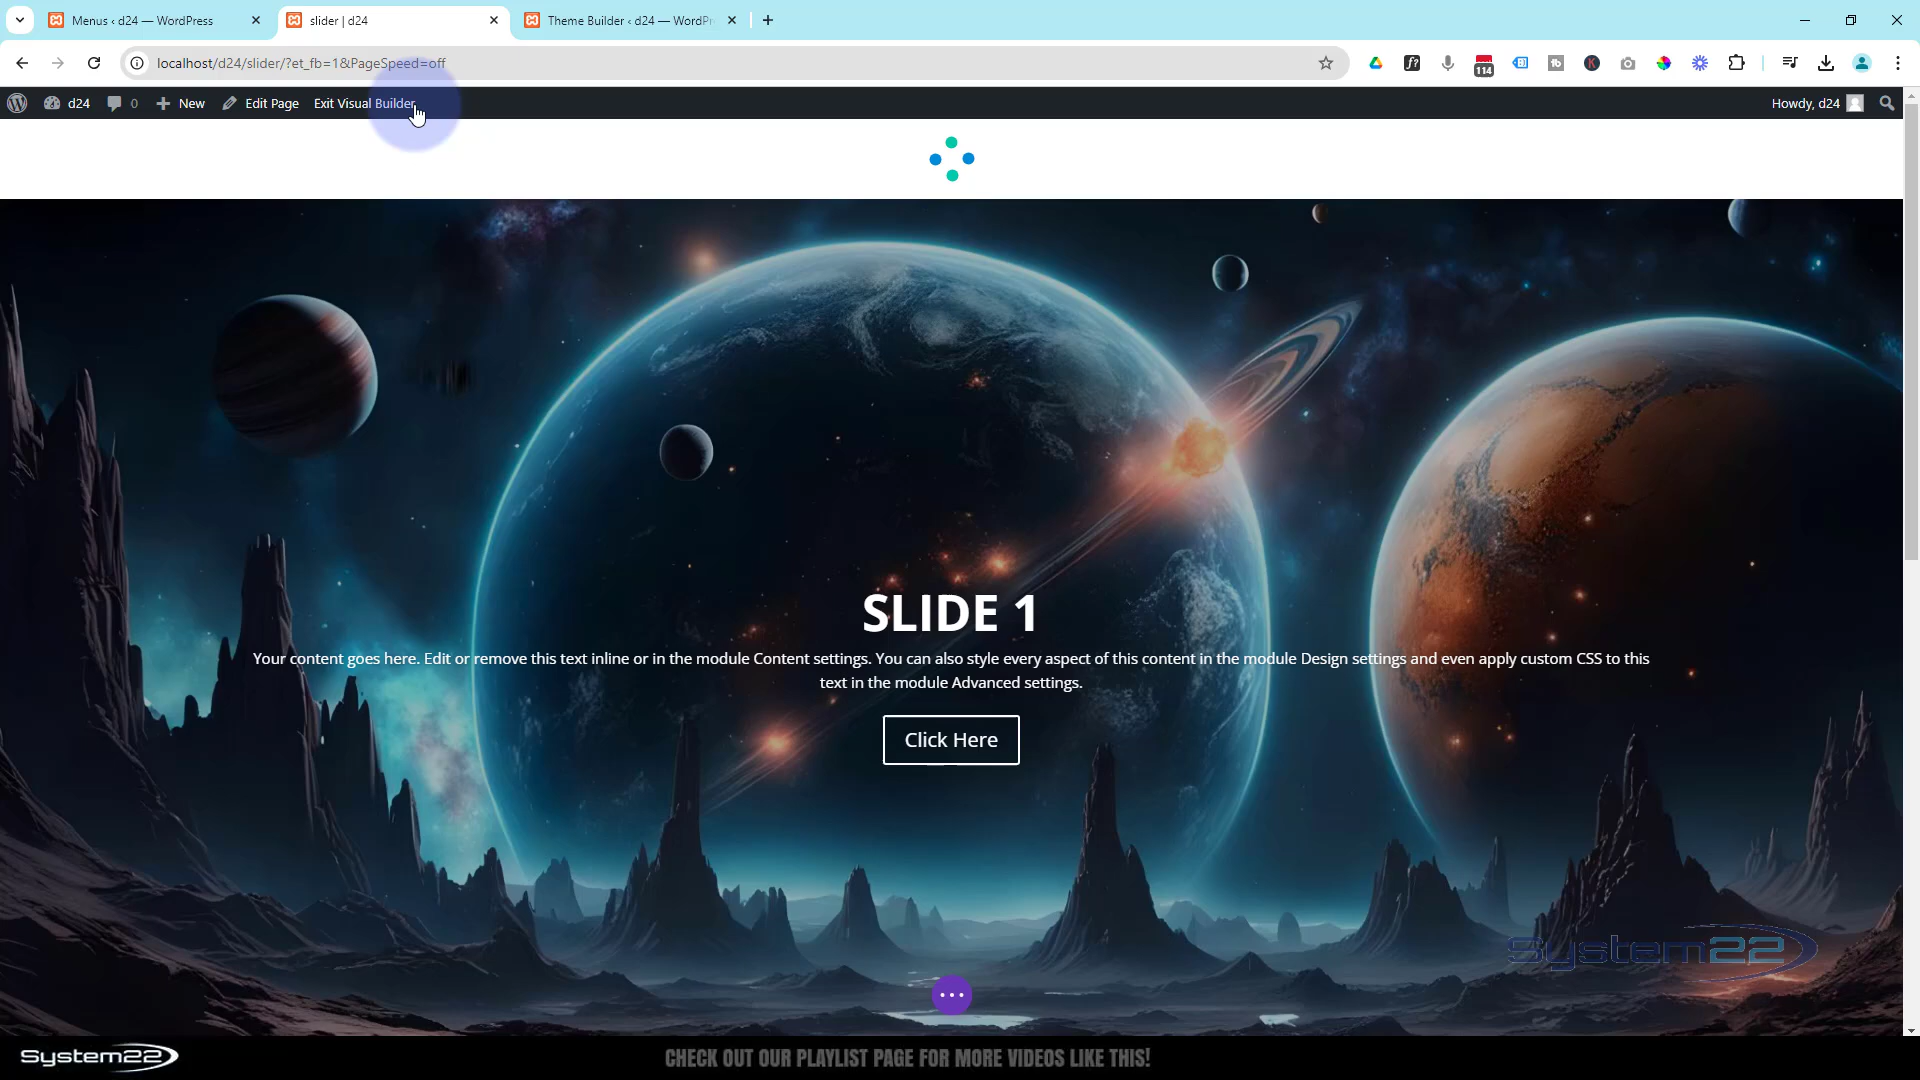 Menus ‹ d24 — WordPress
slider | d24
Theme Builder ‹ d24 — WordPr
localhost/d24/slider/?et_fb=1&PageSpeed=off
f?
114
fb
K
d24
0
New
Edit Page
Exit Visual Builder
Howdy, d24
SLIDE 1
Your content goes here. Edit or remove this text inline or in the module Content settings. You can also style every aspect of this content in the module Design settings and even apply custom CSS to this
text in the module Advanced settings.
Click Here
System22
System22
CHECK OUT OUR PLAYLIST PAGE FOR MORE VIDEOS LIKE THIS!